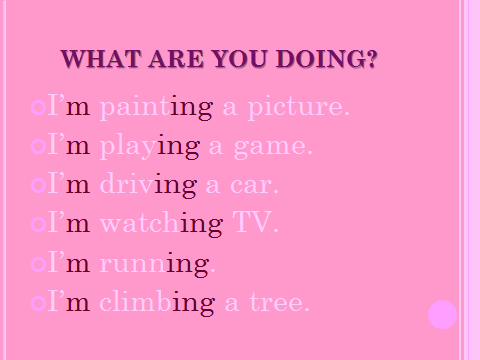 WHAT ARE YOU DOING?
I'm painting a picture.
I'm playing a game.
I'm driving a car.
I'm watching TV.
I'm running.
I'm climbing a tree.